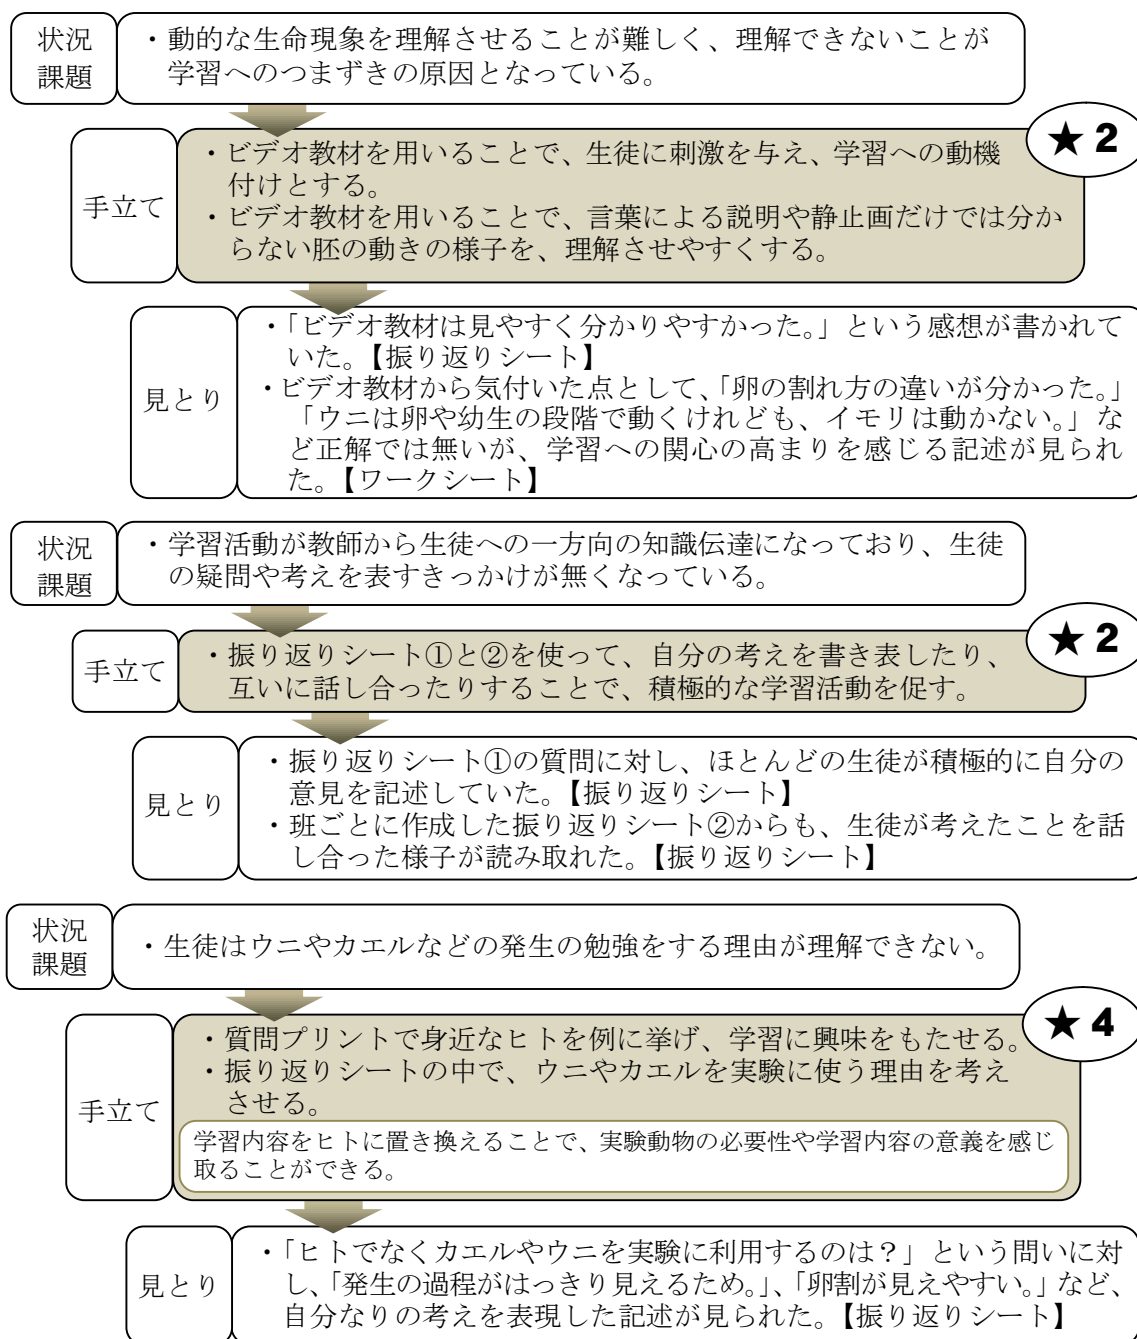 状況
課題
・動的な生命現象を理解させることが難しく、理解できないことが
学習へのつまずきの原因となっている。
★2
手立て
・ビデオ教材を用いることで、生徒に刺激を与え、学習への動機
付けとする。
・ビデオ教材を用いることで、言葉による説明や静止画だけでは分か
らない胚の動きの様子を、理解させやすくする。
見とり
・「ビデオ教材は見やすく分かりやすかった。」という感想が書かれて
いた。【振り返りシート】
・ビデオ教材から気付いた点として、「卵の割れ方の違いが分かった。」
「ウニは卵や幼生の段階で動くけれども、イモリは動かない。」な
ど正解では無いが、学習への関心の高まりを感じる記述が見られ
た。【ワークシート】
状況
課題
・学習活動が教師から生徒への一方向の知識伝達になっており、生徒
の疑問や考えを表すきっかけが無くなっている。
★2
手立て
・振り返りシート①と②を使って、自分の考えを書き表したり、
互いに話し合ったりすることで、積極的な学習活動を促す。
見とり
・振り返りシート①の質問に対し、ほとんどの生徒が積極的に自分の
意見を記述していた。【振り返りシート】
・班ごとに作成した振り返りシート②からも、生徒が考えたことを話
し合った様子が読み取れた。【振り返りシート】
状況
課題
・生徒はウニやカエルなどの発生の勉強をする理由が理解できない。
★4
手立て
・質問プリントで身近なヒトを例に挙げ、学習に興味をもたせる。
・振り返りシートの中で、ウニやカエルを実験に使う理由を考え
させる。
学習内容をヒトに置き換えることで、実験動物の必要性や学習内容の意義を感じ
取ることができる。
見とり
・「ヒトでなくカエルやウニを実験に利用するのは？」という問いに対
し、「発生の過程がはっきり見えるため。」、「卵割が見えやすい。」など、
自分なりの考えを表現した記述が見られた。【振り返りシート】